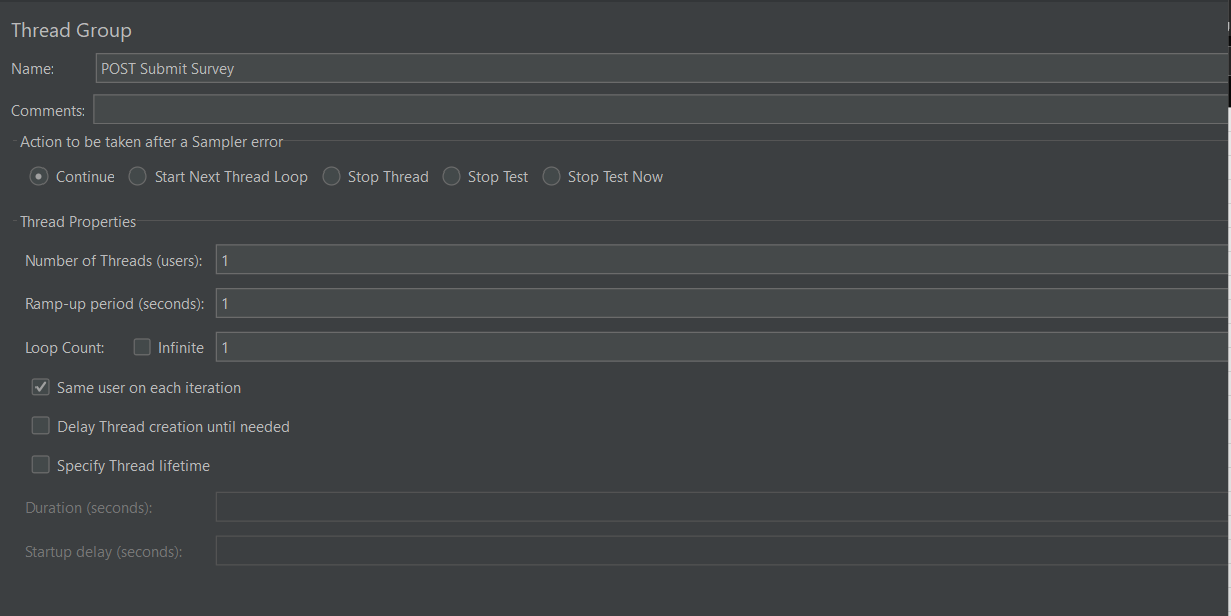 Thread Group
Name: POST Submit Survey
Comments:
Action to be taken after a Sampler error
Continue Start Next Thread Loop Stop Thread Stop Test Stop Test Now
Thread Properties
Number of Threads (users): 1
Ramp-up period (seconds): 1
Loop Count: Infinite 1
Same user on each iteration
Delay Thread creation until needed
Specify Thread lifetime
Duration (seconds):
Startup delay (seconds):